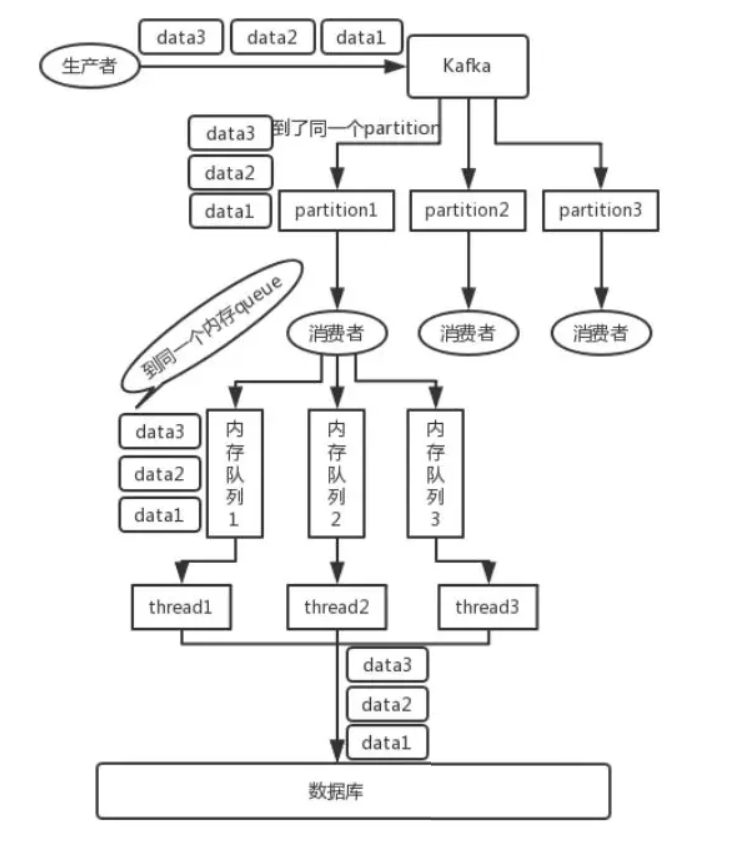 data3 data2 data1
生产者
Kafka
到了同一个partition
data3
data2
data1
partition1 partition2 partition3
到同一个内存queue
消费者 消费者 消费者
data3
data2
data1
内存队列1
内存队列2
内存队列3
thread1 thread2 thread3
data3
data2
data1
数据库